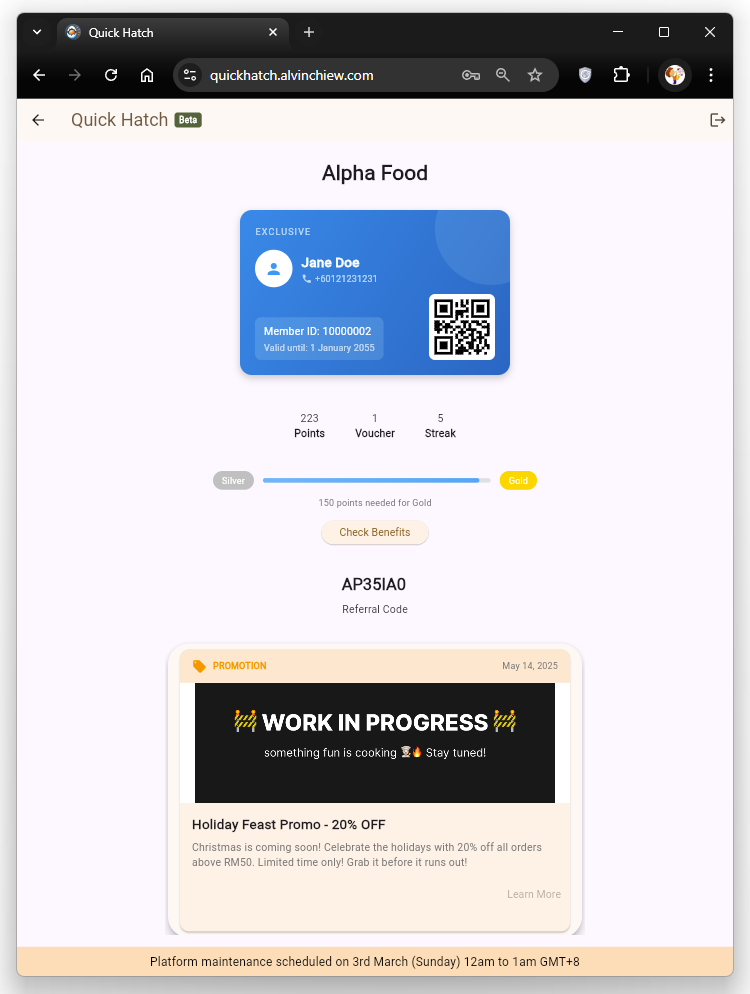 Quick Hatch
quickhatch.alvinchiew.com
Quick Hatch Beta
Alpha Food
EXCLUSIVE
Jane Doe
+60121231231
Member ID: 10000002
Valid until: 1 January 2055
223 1 5
Points Voucher Streak
Silver Gold
150 points needed for Gold
Check Benefits
AP35IA0
Referral Code
PROMOTION May 14, 2025
🚧 WORK IN PROGRESS 🚧
something fun is cooking 👨🏻‍🍳🔥 Stay tuned!
Holiday Feast Promo - 20% OFF
Christmas is coming soon! Celebrate the holidays with 20% off all orders
above RM50. Limited time only! Grab it before it runs out!
Learn More
Platform maintenance scheduled on 3rd March (Sunday) 12am to 1am GMT+8